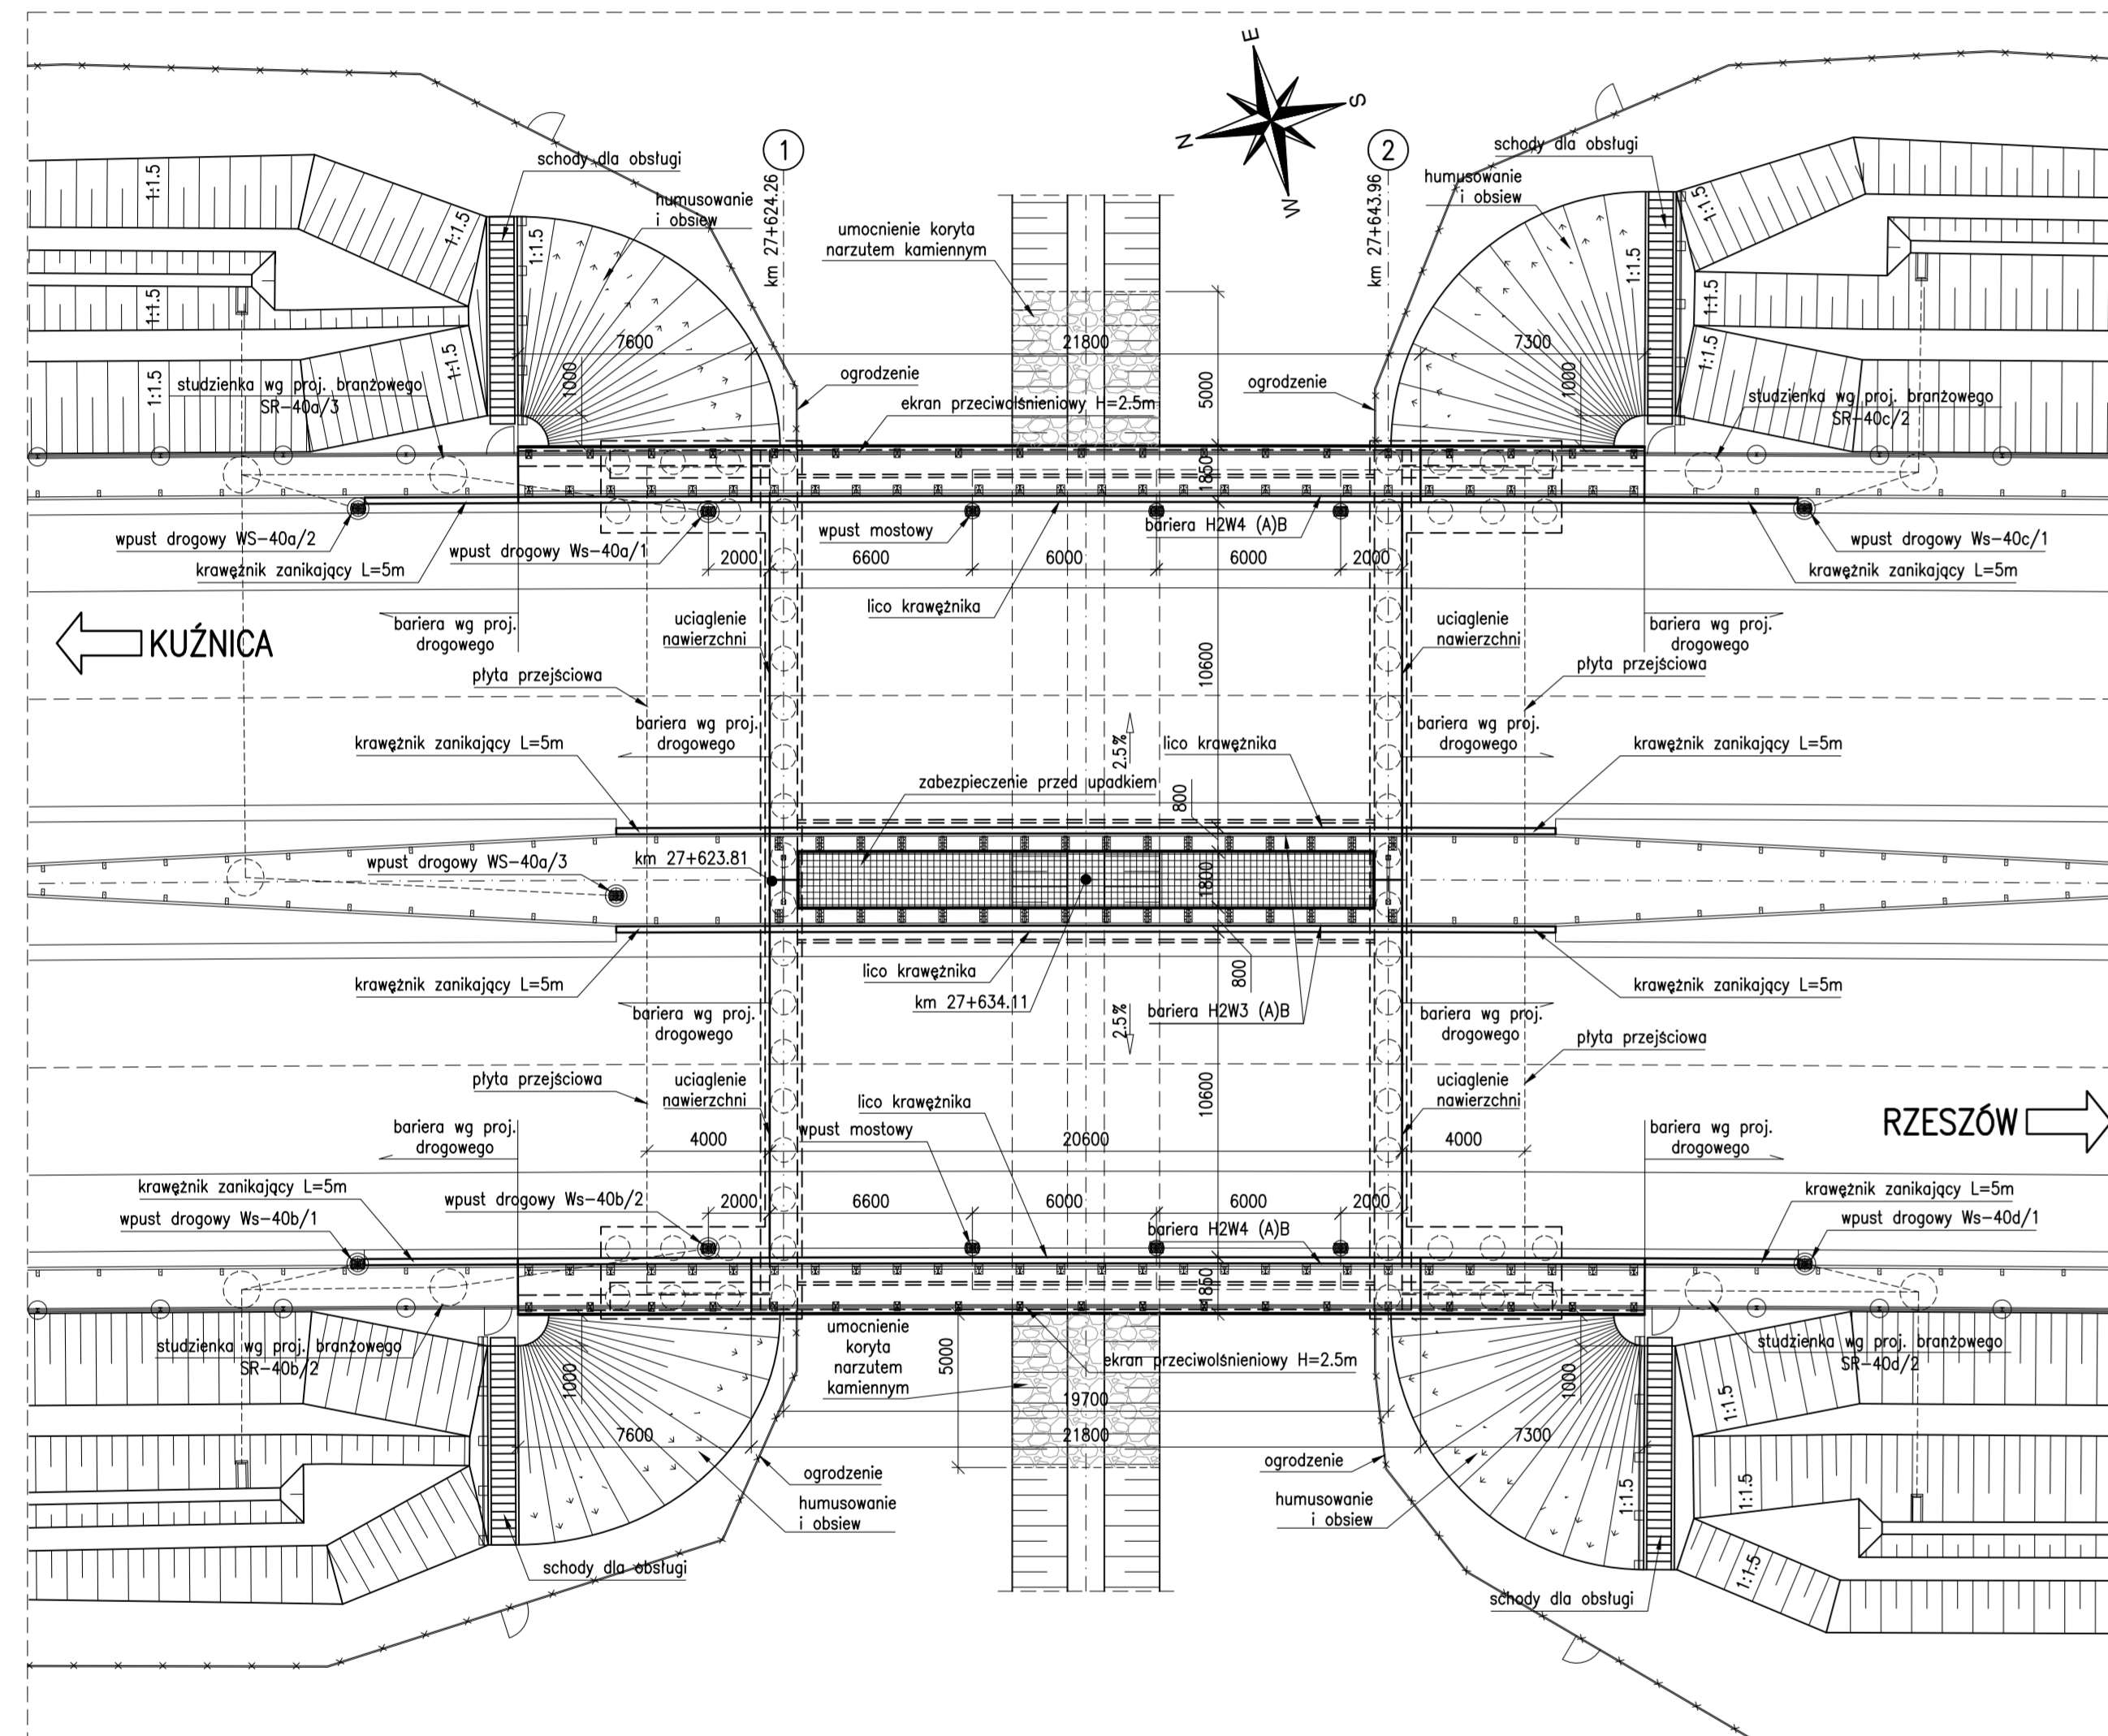 E
S
N
W
1
2
km 27+624.26
km 27+643.96
schody dla obsługi
humusowanie
i obsiew
umocnienie koryta
narzutem kamiennym
schody dla obsługi
humusowanie
i obsiew
1:1.5
1:1.5
1:1.5
1:1.5
1:1.5
1:1.5
1:1.5
1:1.5
1:1.5
1:1.5
7600
21800
7300
1000
5000
1000
studzienka wg proj. branżowego
SR-40a/3
ogrodzenie
ekran przeciwolśnieniowy H=2.5m
ogrodzenie
studzienka wg proj. branżowego
SR-40c/2
1850
wpust drogowy WS-40a/2
wpust drogowy Ws-40a/1
krawężnik zanikający L=5m
wpust mostowy
bariera H2W4 (A)B
wpust drogowy Ws-40c/1
krawężnik zanikający L=5m
2000
6600
6000
6000
2000
lico krawężnika
KUŹNICA
bariera wg proj.
drogowego
uciaglenie
nawierzchni
uciaglenie
nawierzchni
bariera wg proj.
drogowego
płyta przejściowa
10600
płyta przejściowa
krawężnik zanikający L=5m
bariera wg proj.
drogowego
2.5%
lico krawężnika
bariera wg proj.
drogowego
krawężnik zanikający L=5m
zabezpieczenie przed upadkiem
800
wpust drogowy WS-40a/3
km 27+623.81
1800
krawężnik zanikający L=5m
lico krawężnika
800
krawężnik zanikający L=5m
km 27+634.11
bariera H2W3 (A)B
bariera wg proj.
drogowego
2.5%
bariera wg proj.
drogowego
płyta przejściowa
płyta przejściowa
uciaglenie
nawierzchni
10600
uciaglenie
nawierzchni
lico krawężnika
wpust mostowy
bariera wg proj.
drogowego
4000
20600
4000
bariera wg proj.
drogowego
RZESZÓW
krawężnik zanikający L=5m
wpust drogowy Ws-40b/1
wpust drogowy Ws-40b/2
2000
6600
6000
6000
2000
bariera H2W4 (A)B
krawężnik zanikający L=5m
wpust drogowy Ws-40d/1
1850
studzienka wg proj. branżowego
SR-40b/2
umocnienie
koryta
narzutem
kamiennym
5000
ekran przeciwolśnieniowy H=2.5m
studzienka wg proj. branżowego
SR-40d/2
1000
1000
19700
7600
21800
7300
ogrodzenie
humusowanie
i obsiew
ogrodzenie
humusowanie
i obsiew
1:1.5
1:1.5
1:1.5
1:1.5
schody dla obsługi
schody dla obsługi